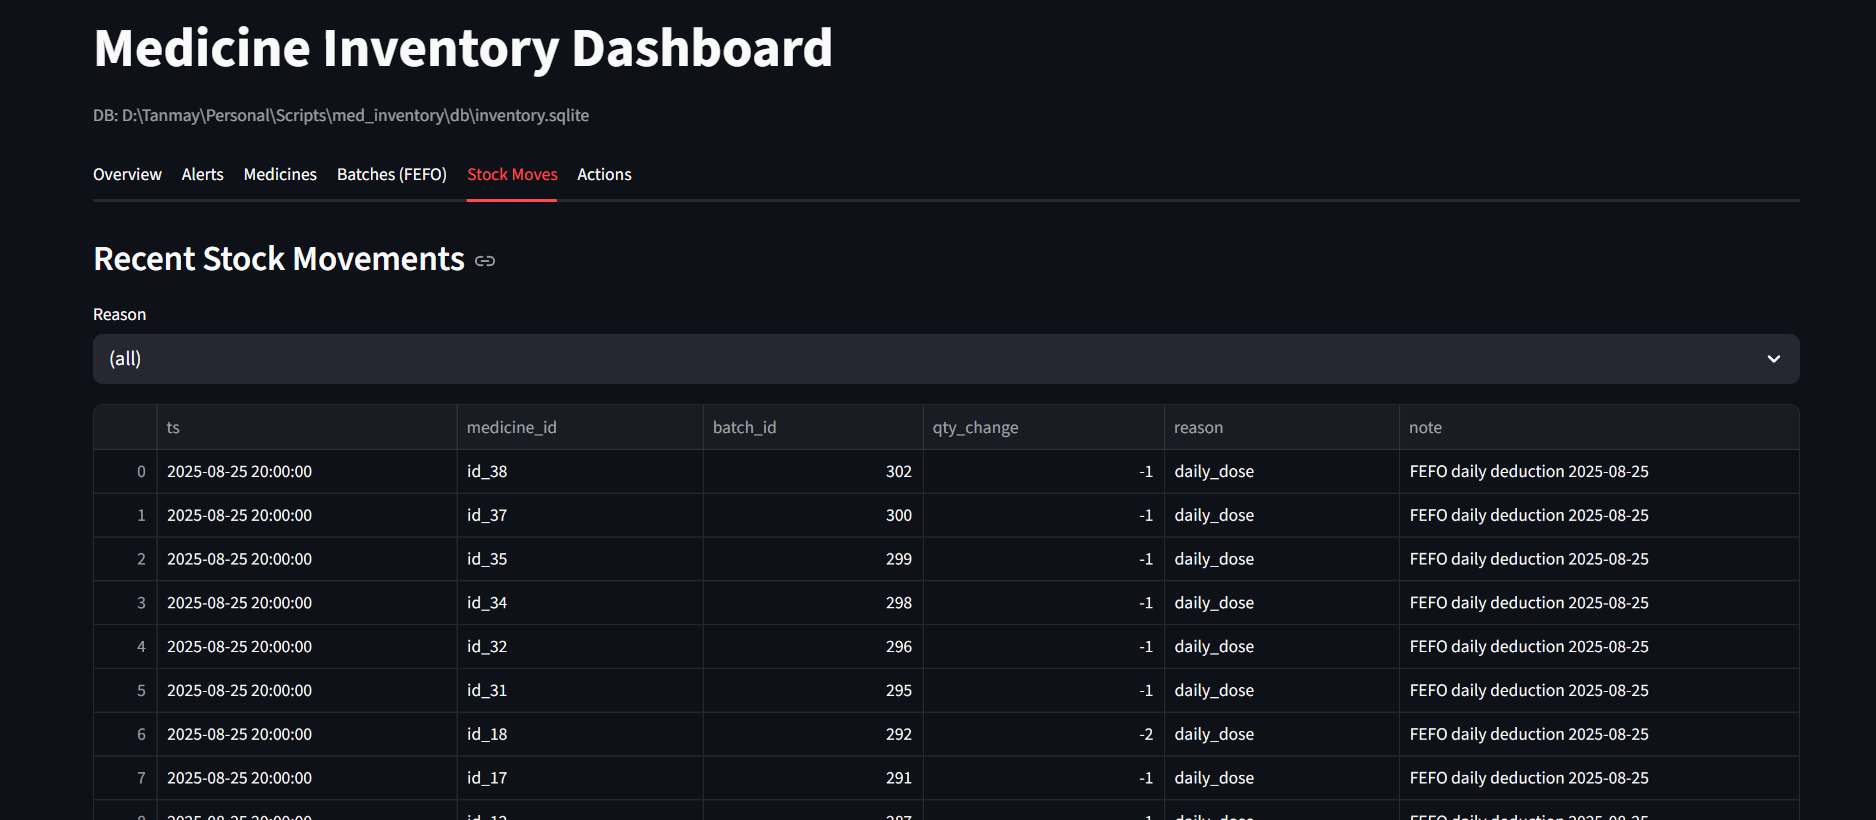 Medicine Inventory Dashboard
DB: D:\Tanmay\Personal\Scripts\med_inventory\db\inventory.sqlite
Overview Alerts Medicines Batches (FEFO) Stock Moves Actions
Recent Stock Movements
Reason
(all)
ts medicine_id batch_id qty_change reason note
0 2025-08-25 20:00:00 id_38 302 -1 daily_dose FEFO daily deduction 2025-08-25
1 2025-08-25 20:00:00 id_37 300 -1 daily_dose FEFO daily deduction 2025-08-25
2 2025-08-25 20:00:00 id_35 299 -1 daily_dose FEFO daily deduction 2025-08-25
3 2025-08-25 20:00:00 id_34 298 -1 daily_dose FEFO daily deduction 2025-08-25
4 2025-08-25 20:00:00 id_32 296 -1 daily_dose FEFO daily deduction 2025-08-25
5 2025-08-25 20:00:00 id_31 295 -1 daily_dose FEFO daily deduction 2025-08-25
6 2025-08-25 20:00:00 id_18 292 -2 daily_dose FEFO daily deduction 2025-08-25
7 2025-08-25 20:00:00 id_17 291 -1 daily_dose FEFO daily deduction 2025-08-25